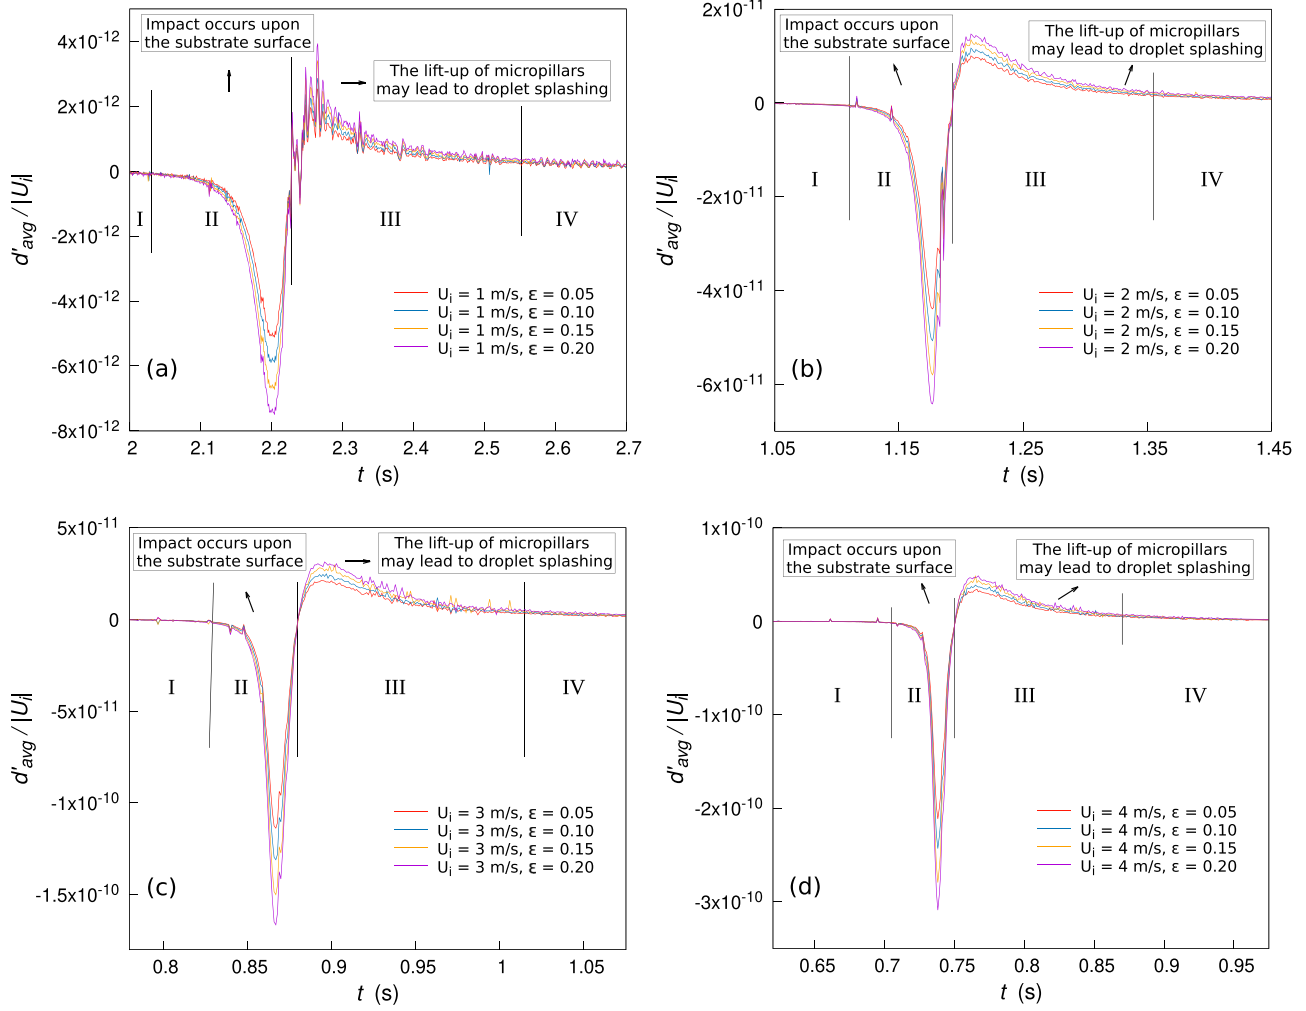 Impact occurs upon
the substrate surface
The lift-up of micropillars
may lead to droplet splashing
4x10-12
2x10-12
0
-2x10-12
-4x10-12
-6x10-12
-8x10-12
d'avg / |Ui|
I
II
III
IV
Ui = 1 m/s, ε = 0.05
Ui = 1 m/s, ε = 0.10
Ui = 1 m/s, ε = 0.15
Ui = 1 m/s, ε = 0.20
(a)
2 2.1 2.2 2.3 2.4 2.5 2.6 2.7
t (s)
Impact occurs upon
the substrate surface
The lift-up of micropillars
may lead to droplet splashing
2x10-11
0
-2x10-11
-4x10-11
-6x10-11
d'avg / |Ui|
I
II
III
IV
Ui = 2 m/s, ε = 0.05
Ui = 2 m/s, ε = 0.10
Ui = 2 m/s, ε = 0.15
Ui = 2 m/s, ε = 0.20
(b)
1.05 1.15 1.25 1.35 1.45
t (s)
Impact occurs upon
the substrate surface
The lift-up of micropillars
may lead to droplet splashing
5x10-11
0
-5x10-11
-1x10-10
-1.5x10-10
d'avg / |Ui|
I
II
III
IV
Ui = 3 m/s, ε = 0.05
Ui = 3 m/s, ε = 0.10
Ui = 3 m/s, ε = 0.15
Ui = 3 m/s, ε = 0.20
(c)
0.8 0.85 0.9 0.95 1 1.05
t (s)
Impact occurs upon
the substrate surface
The lift-up of micropillars
may lead to droplet splashing
1x10-10
0
-1x10-10
-2x10-10
-3x10-10
d'avg / |Ui|
I
II
III
IV
Ui = 4 m/s, ε = 0.05
Ui = 4 m/s, ε = 0.10
Ui = 4 m/s, ε = 0.15
Ui = 4 m/s, ε = 0.20
(d)
0.65 0.7 0.75 0.8 0.85 0.9 0.95
t (s)